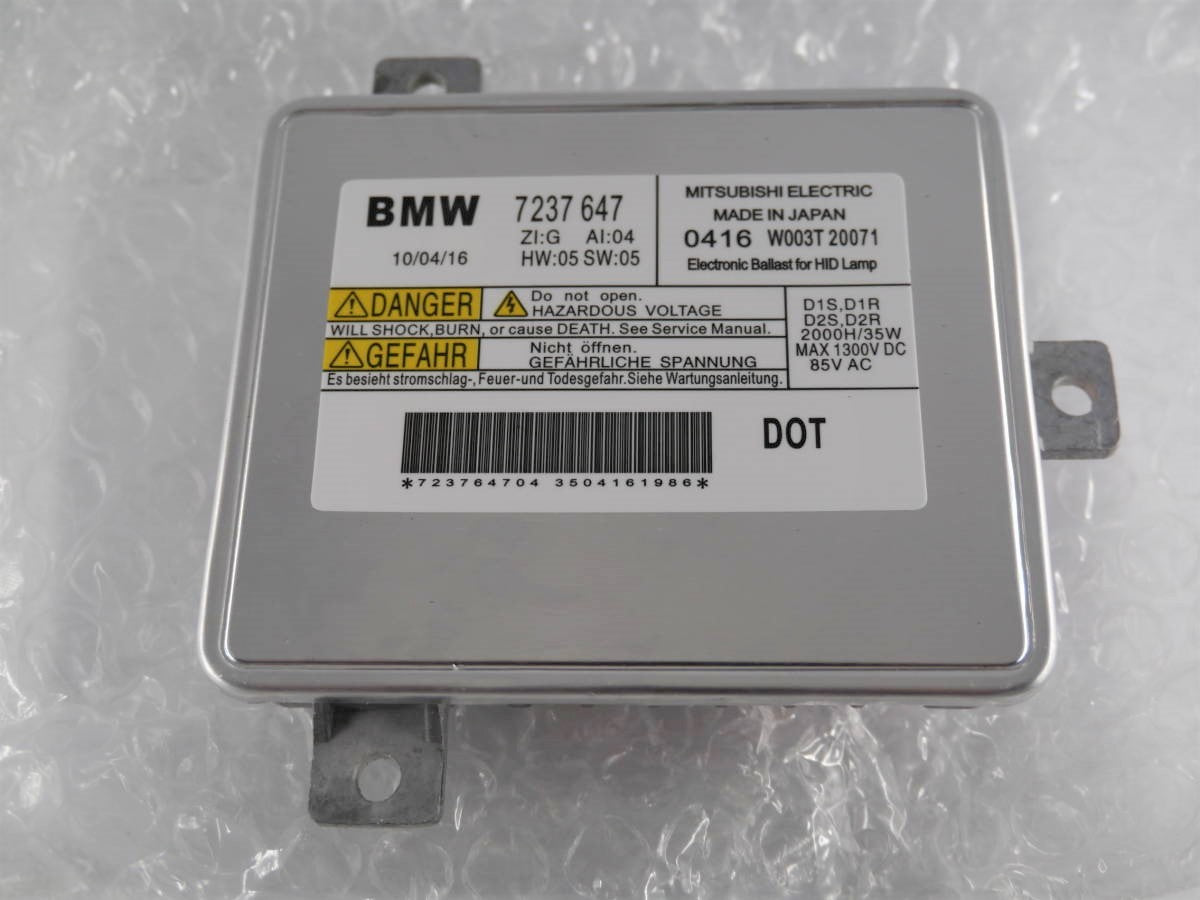 BMW 7237 647
ZI:G AI:04
10/04/16 HW:05 SW:05
MITSUBISHI ELECTRIC
MADE IN JAPAN
0416 W003T 20071
Electronic Ballast for HID Lamp
DANGER Do not open.
HAZARDOUS VOLTAGE
WILL SHOCK,BURN, or cause DEATH. See Service Manual.
GEFAHR Nicht öffnen.
GEFÄHRLICHE SPANNUNG
Es besieht stromschlag-, Feuer-und Todesgefahr.Siehe Wartungsanleitung.
D1S,D1R
D2S,D2R
2000H/35W
MAX 1300V DC
85V AC
DOT
*723764704 3504161986*